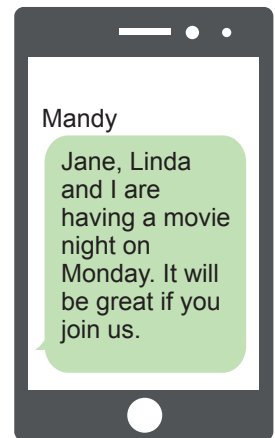 Mandy
Jane, Linda
and I are
having a movie
night on
Monday. It will
be great if you
join us.